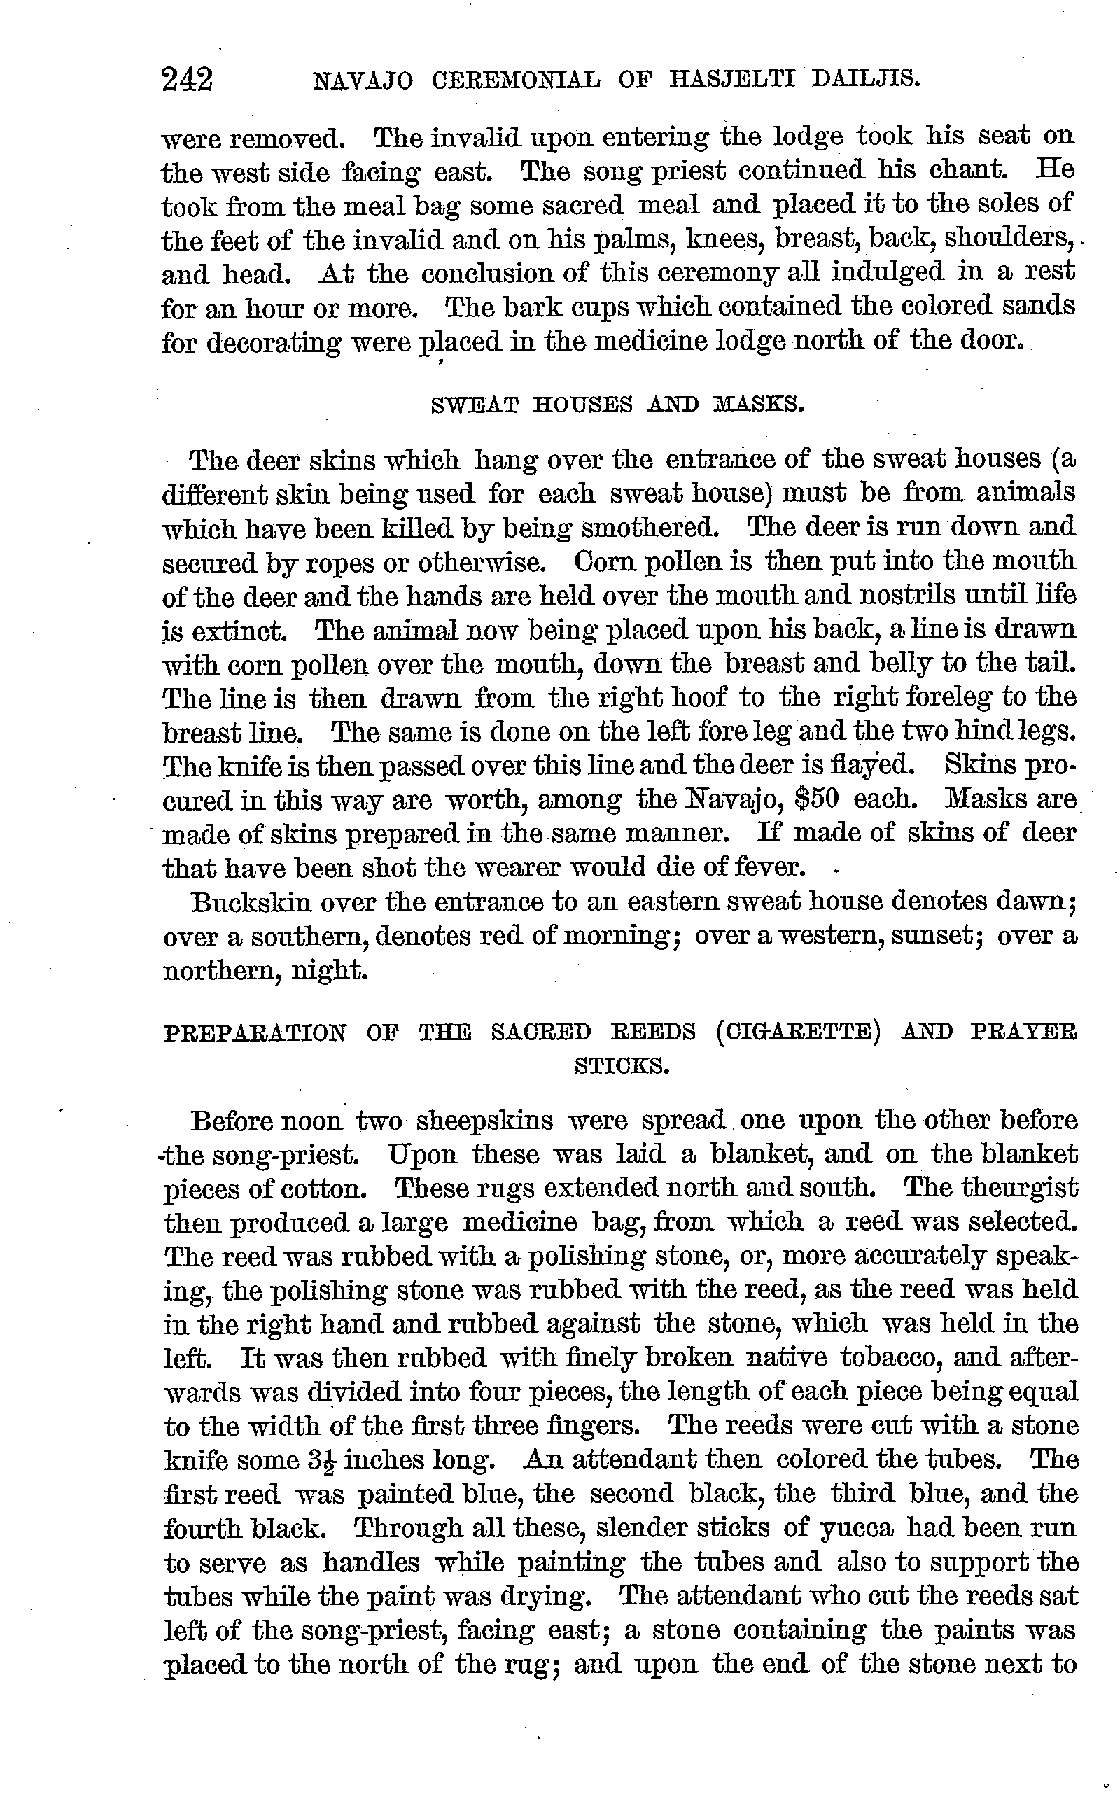 242 NAVAJO CEREMONIAL OF HASJELTI DAILJIS.
were removed. The invalid upon entering the lodge took his seat on
the west side facing east. The song priest continued his chant. He
took from the meal bag some sacred meal and placed it to the soles of
the feet of the invalid and on his palms, knees, breast, back, shoulders,
and head. At the conclusion of this ceremony all indulged in a rest
for an hour or more. The bark cups which contained the colored sands
for decorating were placed in the medicine lodge north of the door.
SWEAT HOUSES AND MASKS.
The deer skins which hang over the entrance of the sweat houses (a
different skin being used for each sweat house) must be from animals
which have been killed by being smothered. The deer is run down and
secured by ropes or otherwise. Corn pollen is then put into the mouth
of the deer and the hands are held over the mouth and nostrils until life
is extinct. The animal now being placed upon his back, a line is drawn
with corn pollen over the mouth, down the breast and belly to the tail.
The line is then drawn from the right hoof to the right foreleg to the
breast line. The same is done on the left fore leg and the two hind legs.
The knife is then passed over this line and the deer is flayed. Skins pro-
cured in this way are worth, among the Navajo, $50 each. Masks are
made of skins prepared in the same manner. If made of skins of deer
that have been shot the wearer would die of fever.
Buckskin over the entrance to an eastern sweat house denotes dawn;
over a southern, denotes red of morning; over a western, sunset; over a
northern, night.
PREPARATION OF THE SACRED REEDS (CIGARETTE) AND PRAYER
STICKS.
Before noon two sheepskins were spread one upon the other before
the song-priest. Upon these was laid a blanket, and on the blanket
pieces of cotton. These rugs extended north and south. The theurgist
then produced a large medicine bag, from which a reed was selected.
The reed was rubbed with a polishing stone, or, more accurately speak-
ing, the polishing stone was rubbed with the reed, as the reed was held
in the right hand and rubbed against the stone, which was held in the
left. It was then rubbed with finely broken native tobacco, and after-
wards was divided into four pieces, the length of each piece being equal
to the width of the first three fingers. The reeds were cut with a stone
knife some 3½ inches long. An attendant then colored the tubes. The
first reed was painted blue, the second black, the third blue, and the
fourth black. Through all these, slender sticks of yucca had been run
to serve as handles while painting the tubes and also to support the
tubes while the paint was drying. The attendant who cut the reeds sat
left of the song-priest, facing east; a stone containing the paints was
placed to the north of the rug; and upon the end of the stone next to